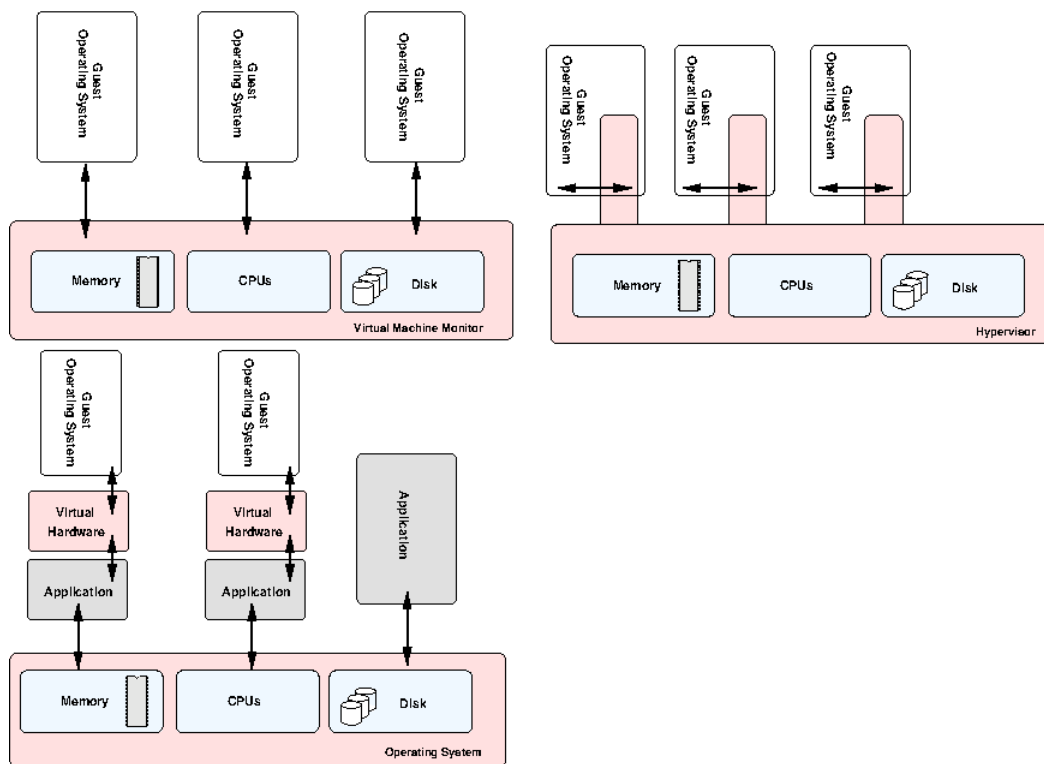 Guest
Operating System
Guest
Operating System
Guest
Operating System
Memory
CPUs
Disk
Virtual Machine Monitor
Guest
Operating System
Guest
Operating System
Guest
Operating System
Memory
CPUs
Disk
Hypervisor
Guest
Operating System
Guest
Operating System
Virtual
Hardware
Virtual
Hardware
Application
Application
Application
Memory
CPUs
Disk
Operating System